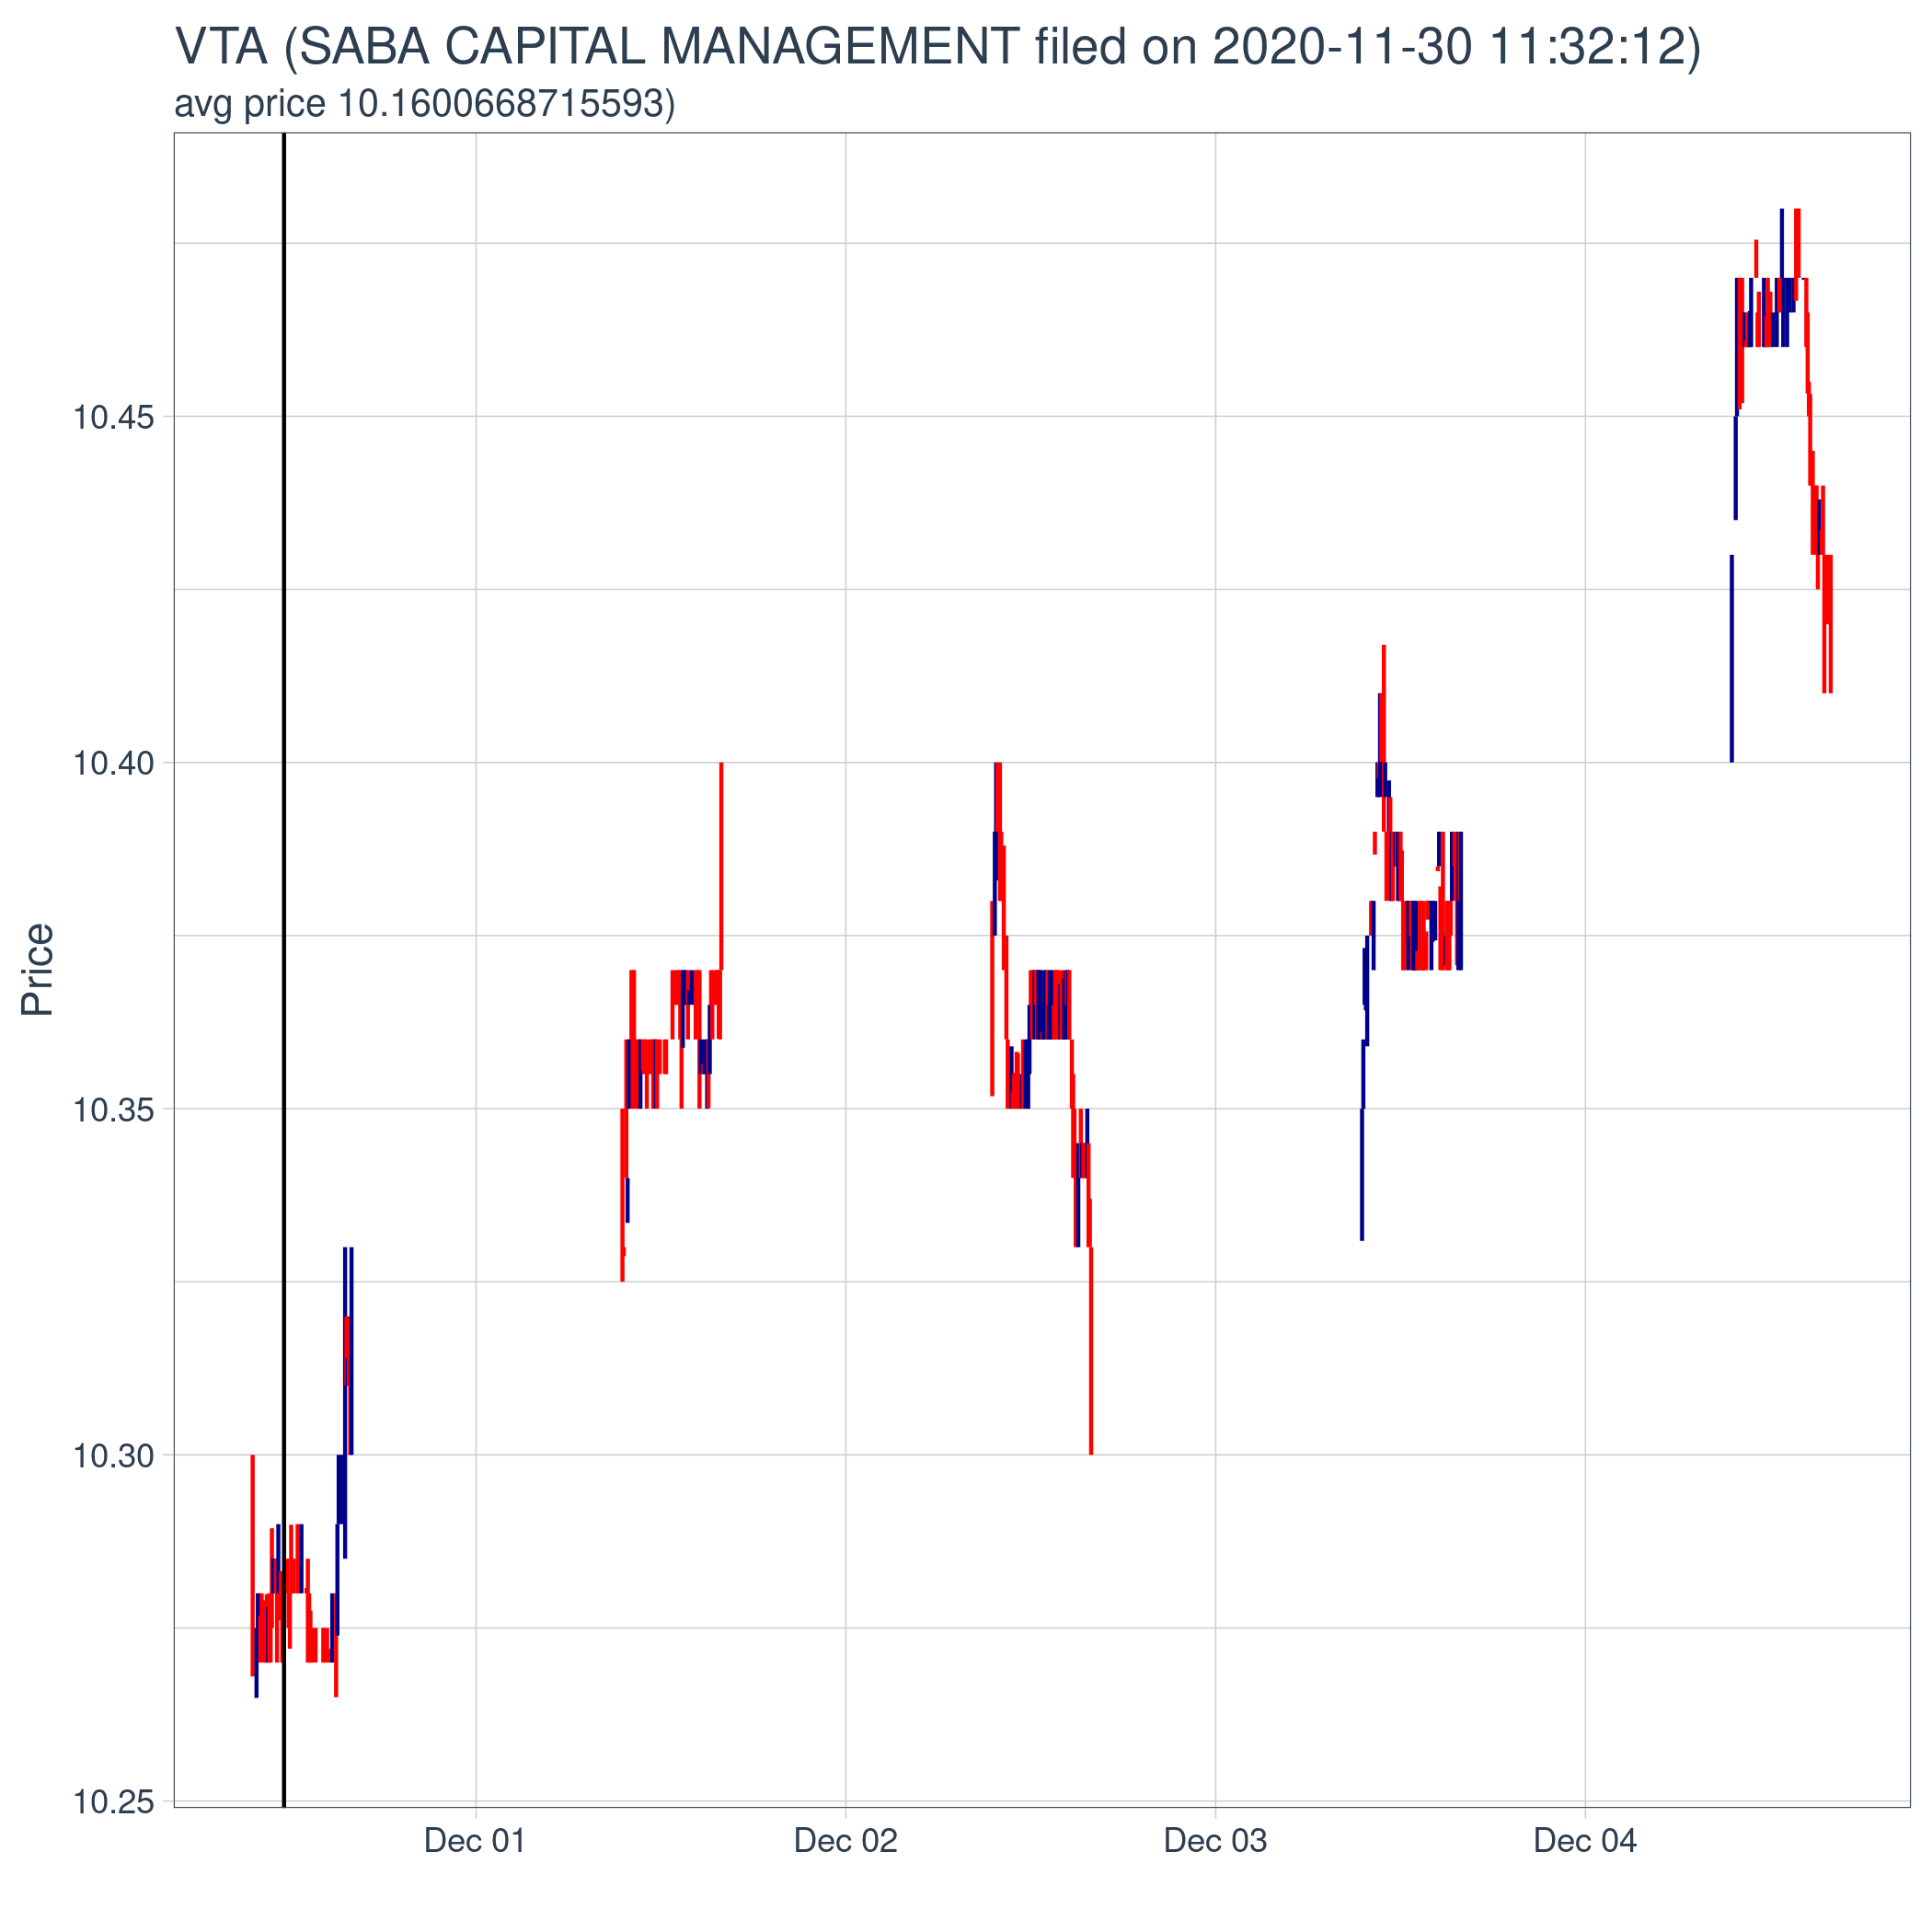 VTA (SABA CAPITAL MANAGEMENT filed on 2020-11-30 11:32:12)
avg price 10.1600668715593)
10.45
10.40
Price
10.35
10.30
10.25
Dec 01 Dec 02 Dec 03 Dec 04